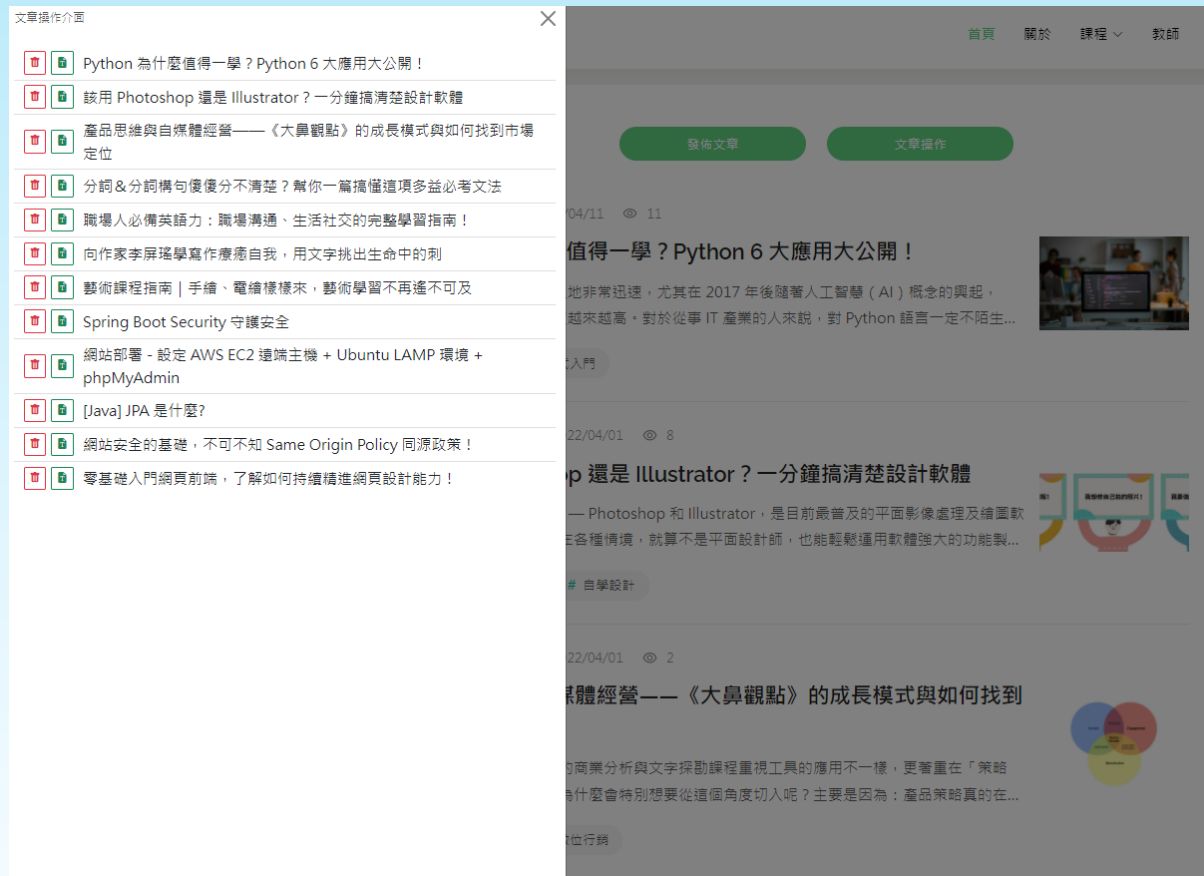 文章操作介面
Python 為什麼值得一學？Python 6 大應用大公開！
該用 Photoshop 還是 Illustrator？一分鐘搞清楚設計軟體
產品思維與自媒體經營——《大鼻觀點》的成長模式與如何找到市場
定位
分詞＆分詞構句傻傻分不清楚？幫你一篇搞懂這項多益必考文法
職場人必備英語力：職場溝通、生活社交的完整學習指南！
向作家李屏瑤學寫作療癒自我，用文字挑出生命中的刺
藝術課程指南｜手繪、電繪樣樣來，藝術學習不再遙不可及
Spring Boot Security 守護安全
網站部署 - 設定 AWS EC2 遠端主機 + Ubuntu LAMP 環境 +
phpMyAdmin
[Java] JPA 是什麼?
網站安全的基礎，不可不知 Same Origin Policy 同源政策！
零基礎入門網頁前端，了解如何持續精進網頁設計能力！
首頁 關於 課程 教師
發佈文章 文章操作
/04/11 11
值得一學？Python 6 大應用大公開！
地非常迅速，尤其在 2017 年後隨著人工智慧（AI）概念的興起，
越來越高。對於從事 IT 產業的人來說，對 Python 語言一定不陌生...
入門
22/04/01 8
op 還是 Illustrator？一分鐘搞清楚設計軟體
— Photoshop 和 Illustrator，是目前最普及的平面影像處理及繪圖軟
在各種情境，就算不是平面設計師，也能輕鬆運用軟體強大的功能製...
# 自學設計
22/04/01 2
媒體經營——《大鼻觀點》的成長模式與如何找到
的商業分析與文字探勘課程重視工具的應用不一樣，更著重在「策略
為什麼會特別想要從這個角度切入呢？主要是因為：產品策略真的在...
位行銷